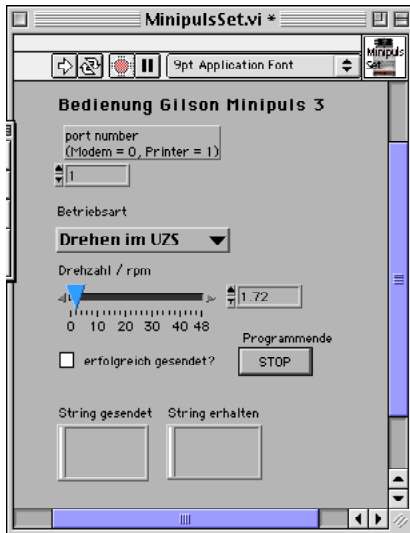 MinipulsSet.vi *
9pt Application Font
Minipuls
Set
Bedienung Gilson Minipuls 3
port number
(Modem = 0, Printer = 1)
1
Betriebsart
Drehen im UZS
Drehzahl / rpm
1.72
0 10 20 30 40 48
Programmende
erfolgreich gesendet?
STOP
String gesendet String erhalten